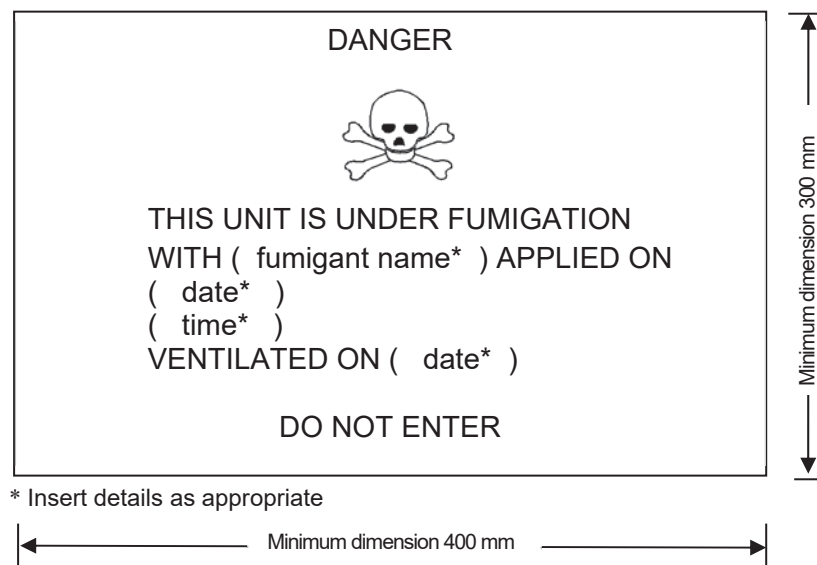 DANGER
THIS UNIT IS UNDER FUMIGATION
WITH ( fumigant name* ) APPLIED ON
( date* )
( time* )
VENTILATED ON ( date* )
DO NOT ENTER
* Insert details as appropriate
Minimum dimension 400 mm
Minimum dimension 300 mm